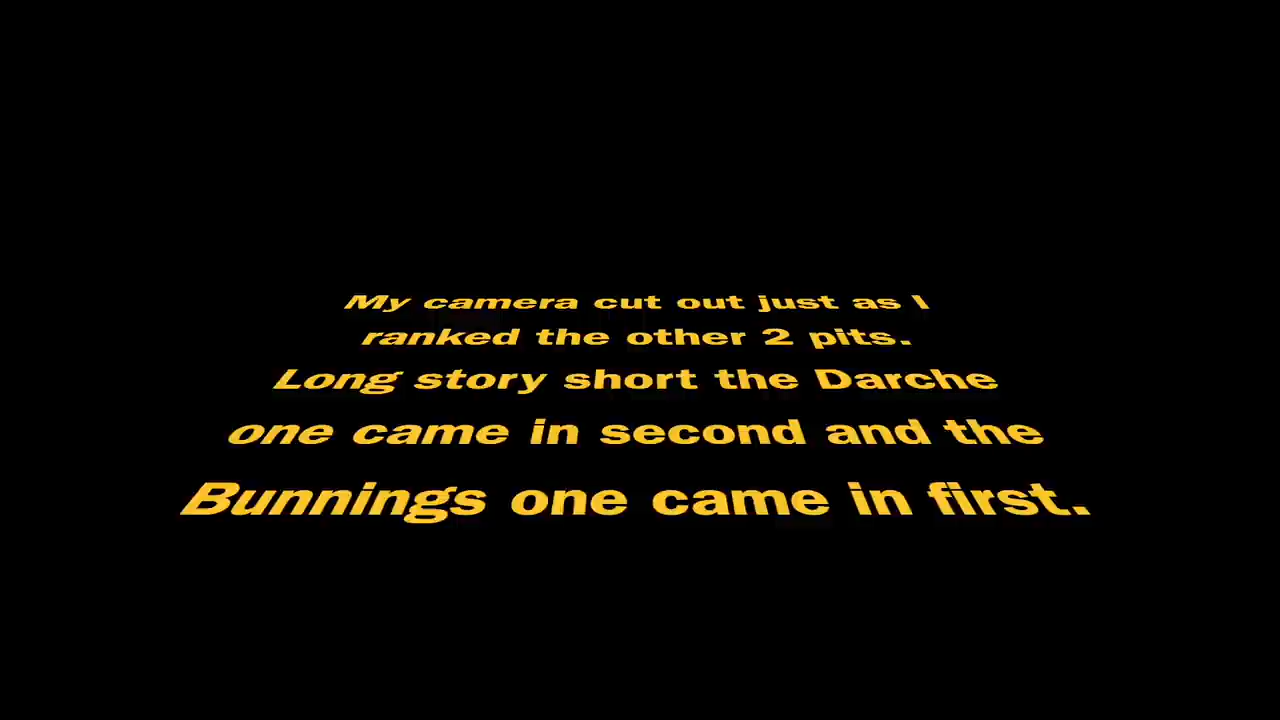 My camera cut out just as I
ranked the other 2 pits.
Long story short the Darche
one came in second and the
Bunnings one came in first.